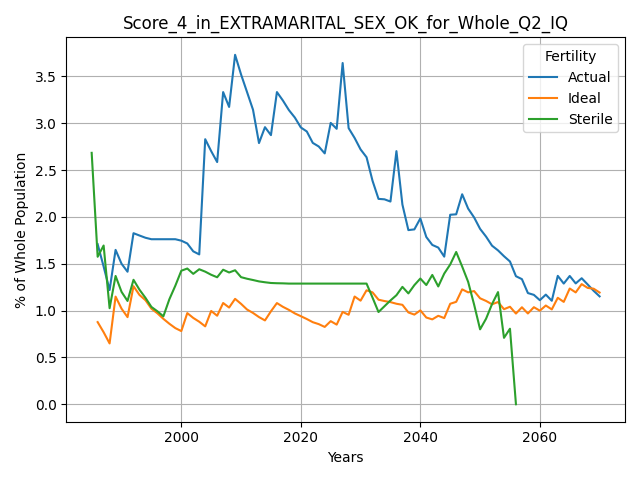 Score_4_in_EXTRAMARITAL_SEX_OK_for_Whole_Q2_IQ
Fertility
Actual
Ideal
Sterile
% of Whole Population
3.5
3.0
2.5
2.0
1.5
1.0
0.5
0.0
2000
2020
2040
2060
Years